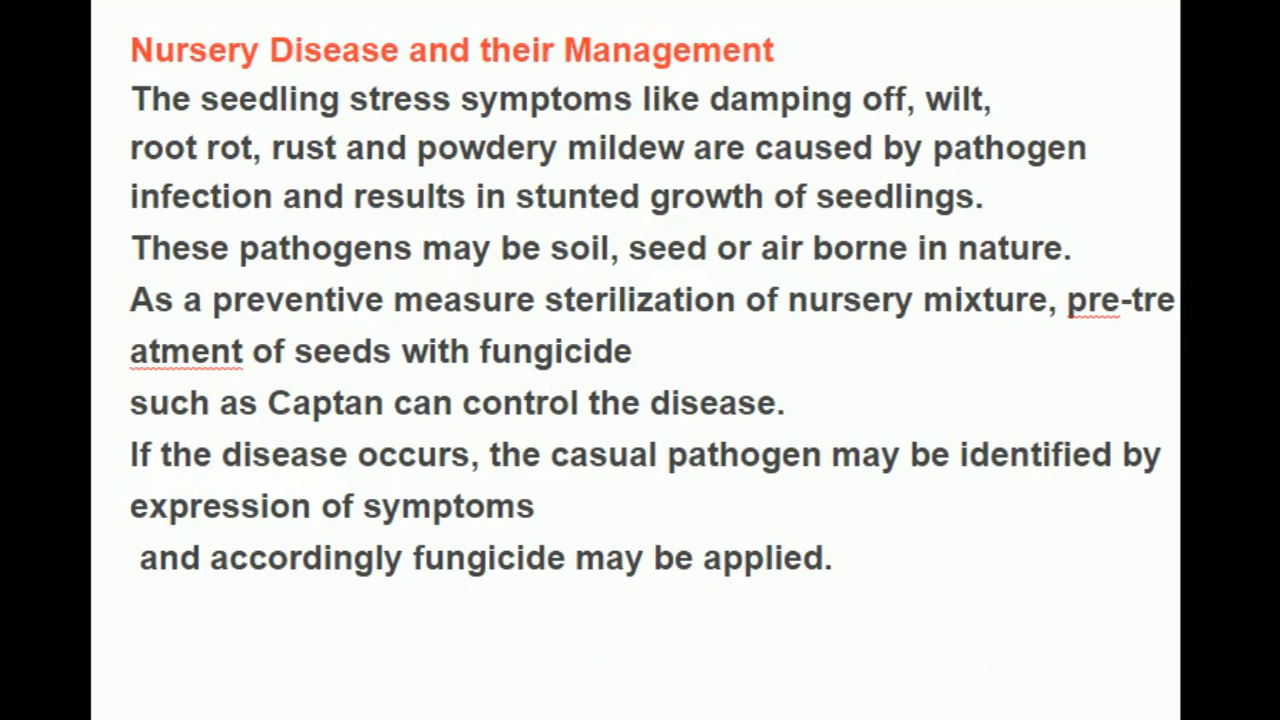 Nursery Disease and their Management
The seedling stress symptoms like damping off, wilt,
root rot, rust and powdery mildew are caused by pathogen
infection and results in stunted growth of seedlings.
These pathogens may be soil, seed or air borne in nature.
As a preventive measure sterilization of nursery mixture, pre-tre
atment of seeds with fungicide
such as Captan can control the disease.
If the disease occurs, the casual pathogen may be identified by
expression of symptoms
and accordingly fungicide may be applied.